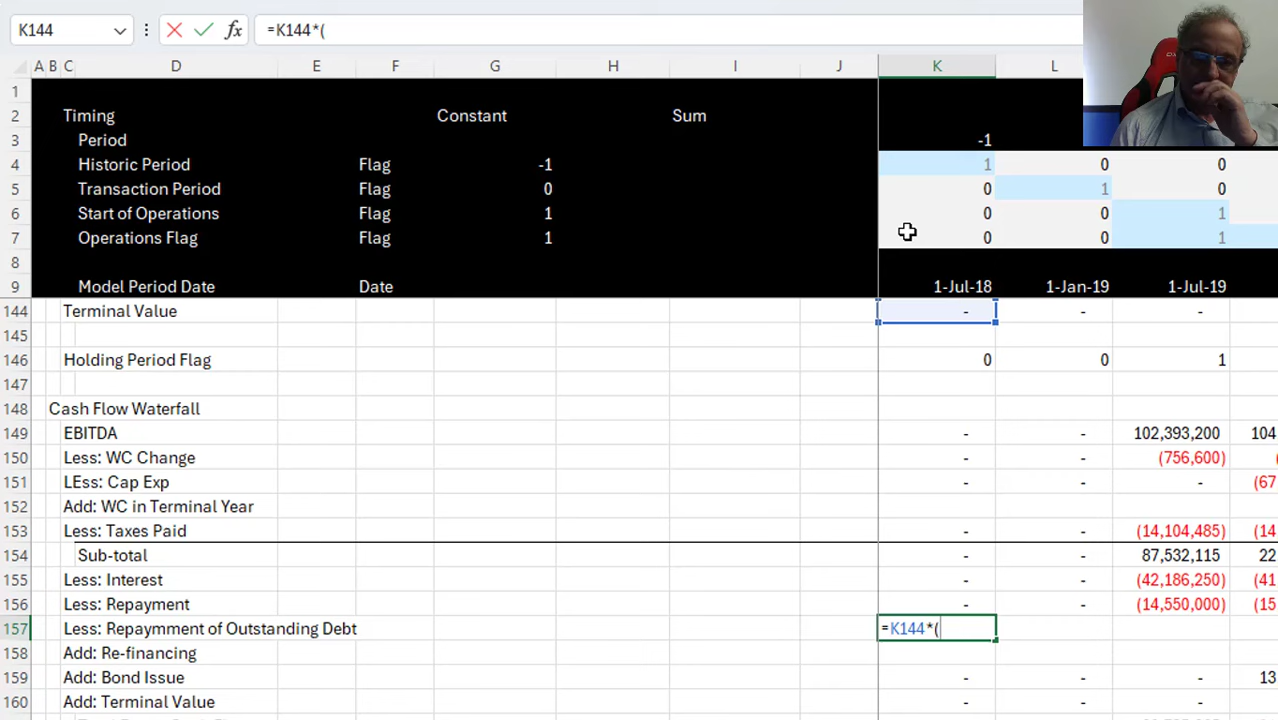 K144 fx =K144*(
A B C D E F G H I J K L
1
2 Timing Constant Sum
3 Period -1
4 Historic Period Flag -1 1 0 0
5 Transaction Period Flag 0 0 1 0
6 Start of Operations Flag 1 0 0 1
7 Operations Flag Flag 1 0 0 1
8
9 Model Period Date Date 1-Jul-18 1-Jan-19 1-Jul-19
144 Terminal Value - - -
145
146 Holding Period Flag 0 0 1
147
148 Cash Flow Waterfall
149 EBITDA - - 102,393,200 104
150 Less: WC Change - - (756,600) (
151 LEss: Cap Exp - - - (67
152 Add: WC in Terminal Year
153 Less: Taxes Paid - - (14,104,485) (14
154 Sub-total - - 87,532,115 22
155 Less: Interest - - (42,186,250) (41
156 Less: Repayment - - (14,550,000) (15
157 Less: Repaymment of Outstanding Debt =K144*(
158 Add: Re-financing
159 Add: Bond Issue - - - 13
160 Add: Terminal Value